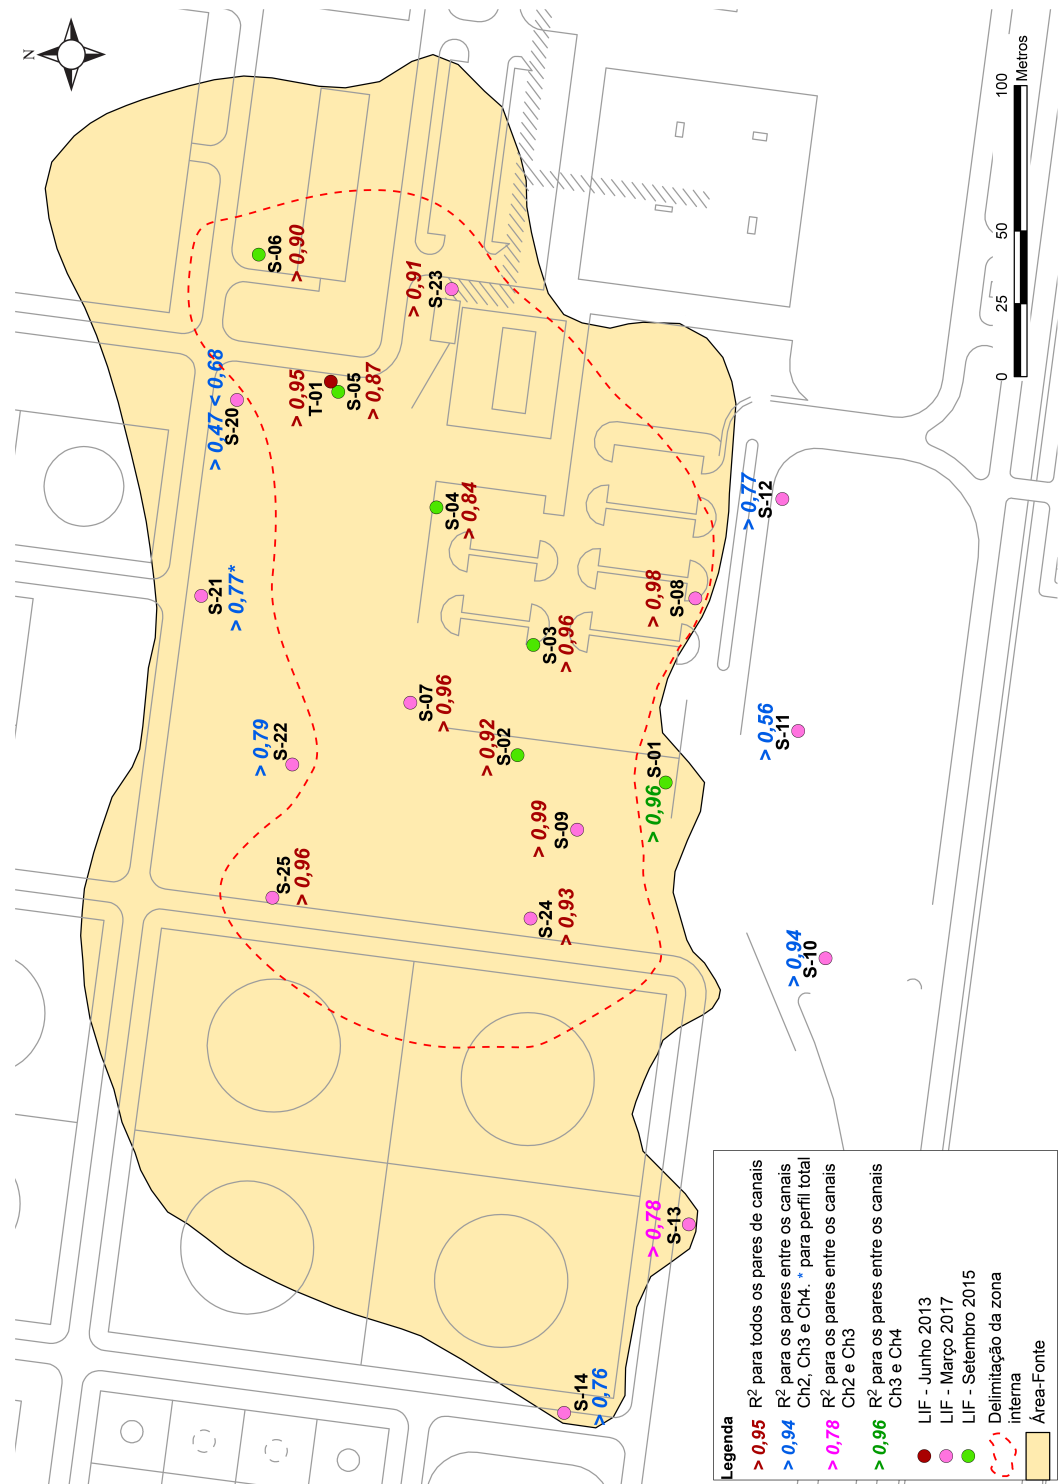 N
S-06
> 0,90
> 0,91
S-23
> 0,47 < 0,68
S-20
> 0,95
T-01
S-05
> 0,87
S-04
> 0,84
S-21
> 0,77*
> 0,77
S-12
> 0,98
S-08
S-03
> 0,96
S-07
> 0,96
> 0,79
S-22
> 0,92
S-02
> 0,56
S-11
> 0,96
S-01
> 0,99
S-09
S-25
> 0,96
S-24
> 0,93
> 0,94
S-10
> 0,78
S-13
S-14
> 0,76
0 25 50 100
Metros
Legenda
> 0,95 R² para todos os pares de canais
> 0,94 R² para os pares entre os canais
Ch2, Ch3 e Ch4. * para perfil total
> 0,78 R² para os pares entre os canais
Ch2 e Ch3
> 0,96 R² para os pares entre os canais
Ch3 e Ch4
LIF - Junho 2013
LIF - Março 2017
LIF - Setembro 2015
Delimitação da zona
interna
Área-Fonte